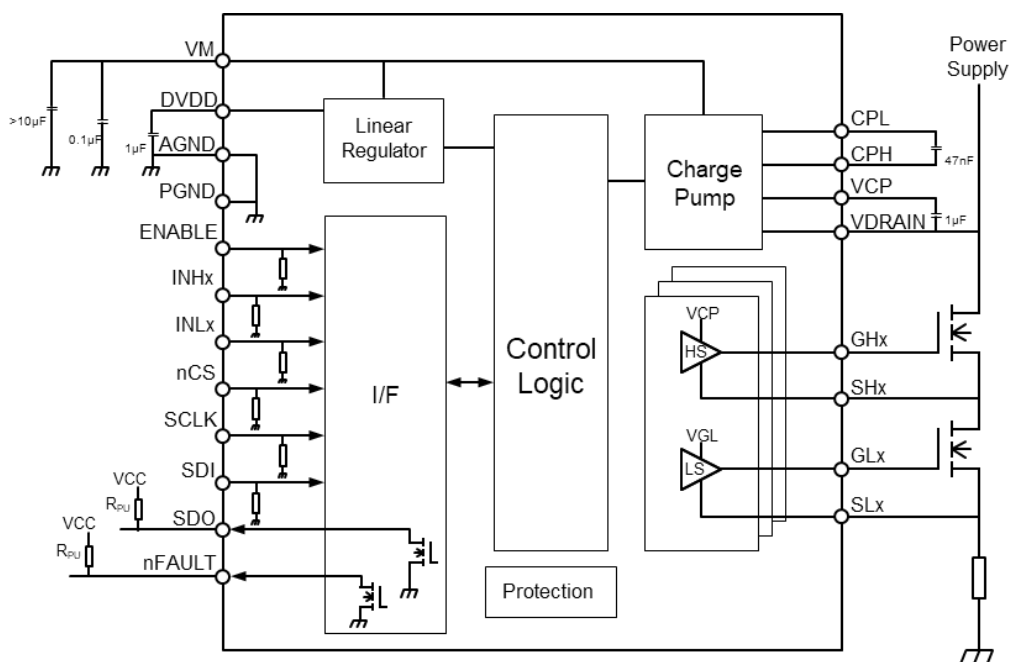 VM
DVDD
>10µF
0.1µF
1µF
AGND
PGND
ENABLE
INHx
INLx
nCS
SCLK
SDI
VCC
RPU
SDO
VCC
RPU
nFAULT
Linear
Regulator
I/F
Control
Logic
Protection
Charge
Pump
VCP
HS
VGL
LS
CPL
CPH
47nF
VCP
1µF
VDRAIN
GHx
SHx
GLx
SLx
Power
Supply